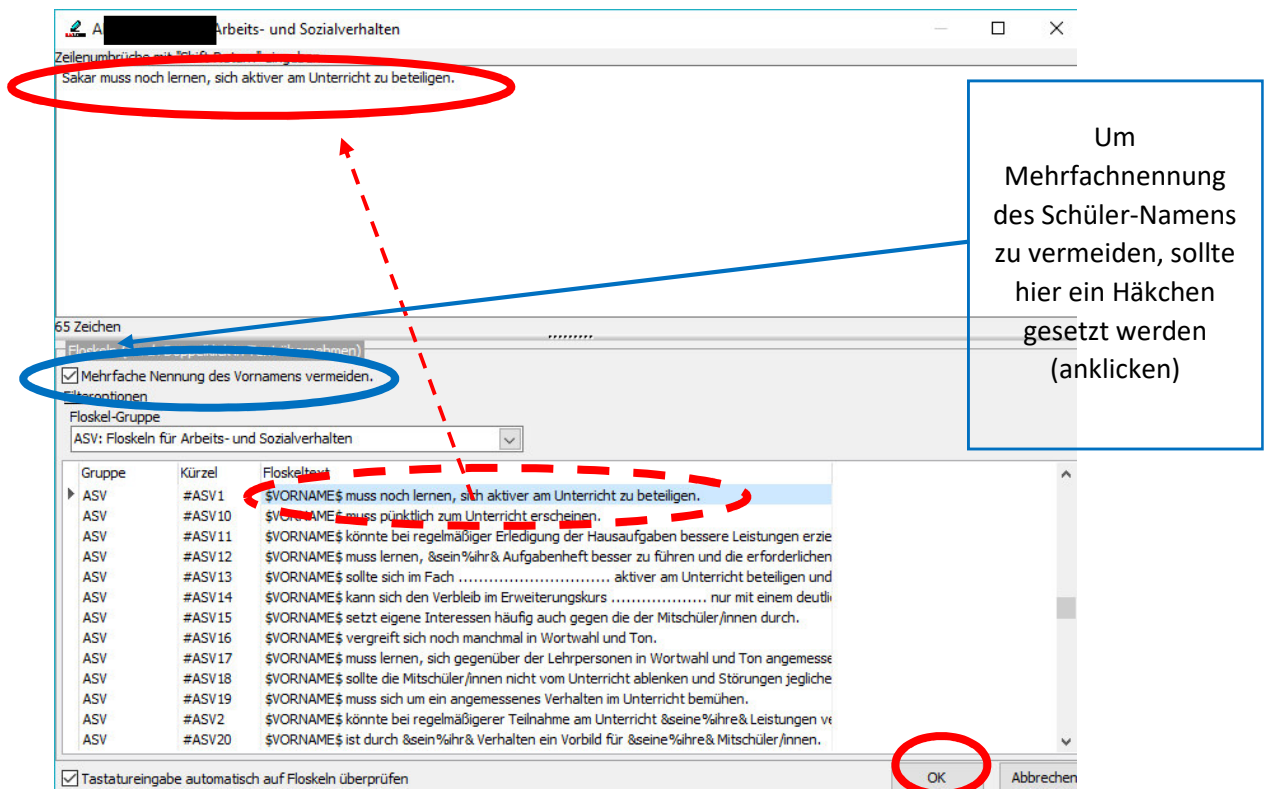 A Arbeits- und Sozialverhalten
Zeilenumbrüche mit "Shift-Return" eingeben
Sakar muss noch lernen, sich aktiver am Unterricht zu beteiligen.
Um
Mehrfachnennung
des Schüler-Namens
zu vermeiden, sollte
hier ein Häkchen
gesetzt werden
(anklicken)
65 Zeichen
Floskeln übernehmen)
Mehrfache Nennung des Vornamens vermeiden.
Filteroptionen
Floskel-Gruppe
ASV: Floskeln für Arbeits- und Sozialverhalten
Gruppe Kürzel Floskeltext
ASV #ASV1 $VORNAME$ muss noch lernen, sich aktiver am Unterricht zu beteiligen.
ASV #ASV10 $VORNAME$ muss pünktlich zum Unterricht erscheinen.
ASV #ASV11 $VORNAME$ könnte bei regelmäßiger Erledigung der Hausaufgaben bessere Leistungen erzie
ASV #ASV12 $VORNAME$ muss lernen, &sein%ihr& Aufgabenheft besser zu führen und die erforderlichen
ASV #ASV13 $VORNAME$ sollte sich im Fach .............................. aktiver am Unterricht beteiligen und
ASV #ASV14 $VORNAME$ kann sich den Verbleib im Erweiterungskurs ................... nur mit einem deutli
ASV #ASV15 $VORNAME$ setzt eigene Interessen häufig auch gegen die der Mitschüler/innen durch.
ASV #ASV16 $VORNAME$ vergreift sich noch manchmal in Wortwahl und Ton.
ASV #ASV17 $VORNAME$ muss lernen, sich gegenüber der Lehrpersonen in Wortwahl und Ton angemesse
ASV #ASV18 $VORNAME$ sollte die Mitschüler/innen nicht vom Unterricht ablenken und Störungen jegliche
ASV #ASV19 $VORNAME$ muss sich um ein angemessenes Verhalten im Unterricht bemühen.
ASV #ASV2 $VORNAME$ könnte bei regelmäßigerer Teilnahme am Unterricht &seine%ihre& Leistungen ve
ASV #ASV20 $VORNAME$ ist durch &sein%ihr& Verhalten ein Vorbild für &seine%ihre& Mitschüler/innen.
Tastatureingabe automatisch auf Floskeln überprüfen
OK Abbrechen